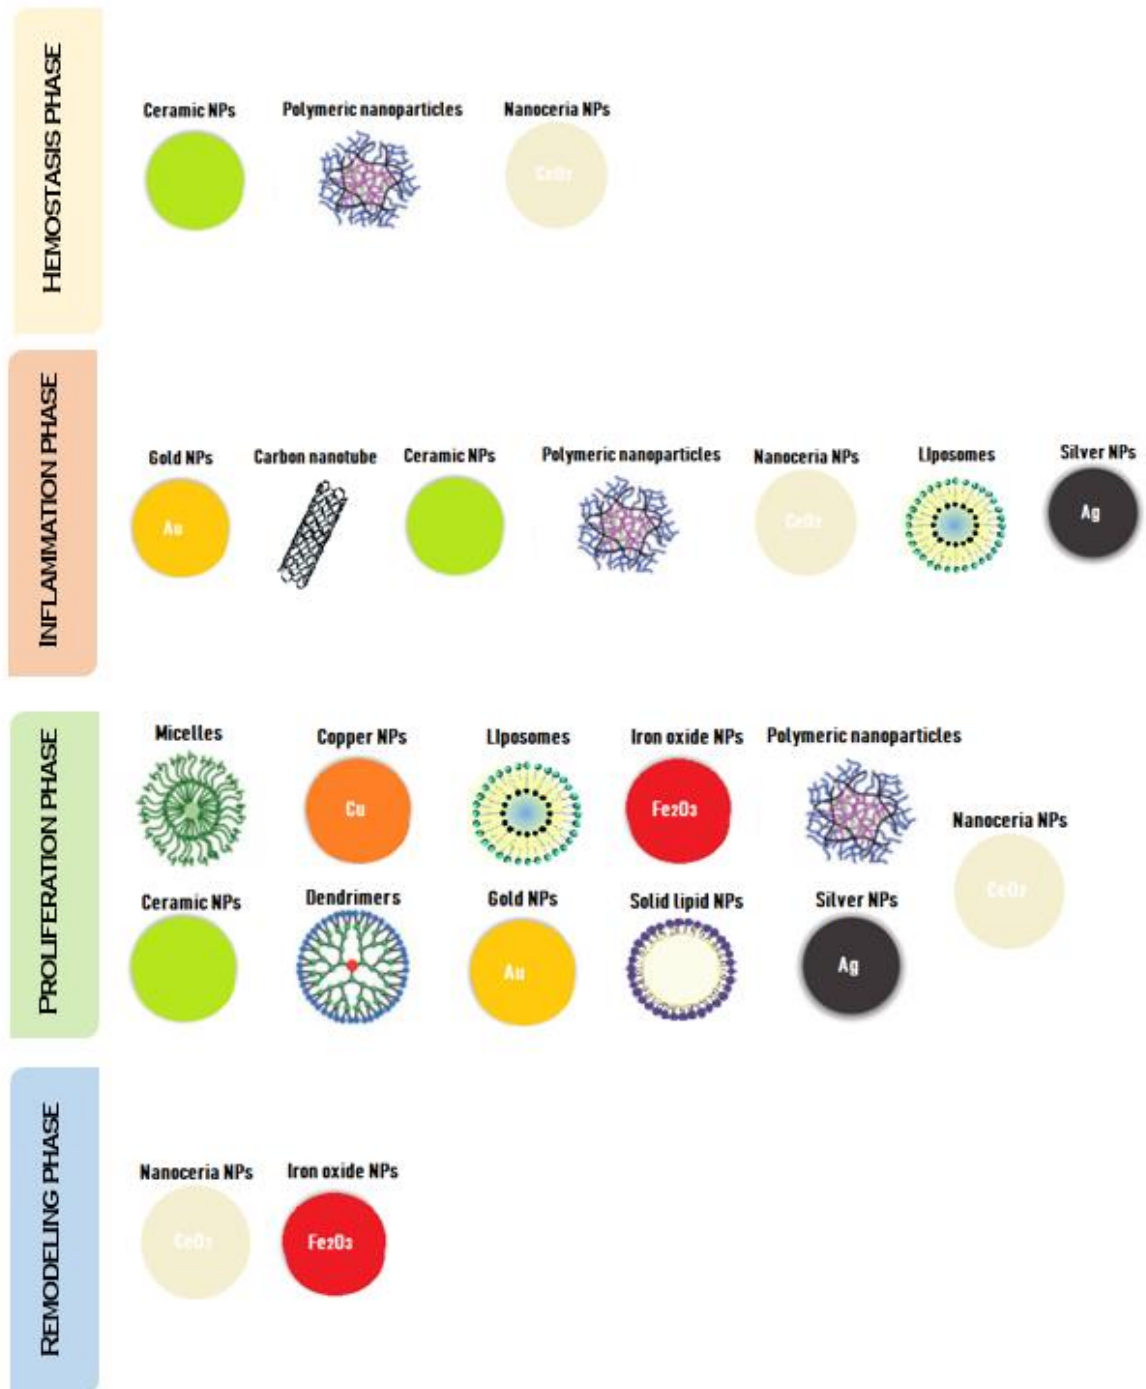 HEMOSTASIS PHASE
Ceramic NPs
Polymeric nanoparticles
Nanoceria NPs
CeO₂
INFLAMMATION PHASE
Gold NPs
Carbon nanotube
Ceramic NPs
Polymeric nanoparticles
Nanoceria NPs
LIposomes
Silver NPs
Au
CeO₂
Ag
PROLIFERATION PHASE
Micelles
Copper NPs
LIposomes
Iron oxide NPs
Polymeric nanoparticles
Nanoceria NPs
Cu
Fe₂O₃
CeO₂
Ceramic NPs
Dendrimers
Gold NPs
Solid lipid NPs
Silver NPs
Au
Ag
REMODELING PHASE
Nanoceria NPs
Iron oxide NPs
CeO₂
Fe₂O₃